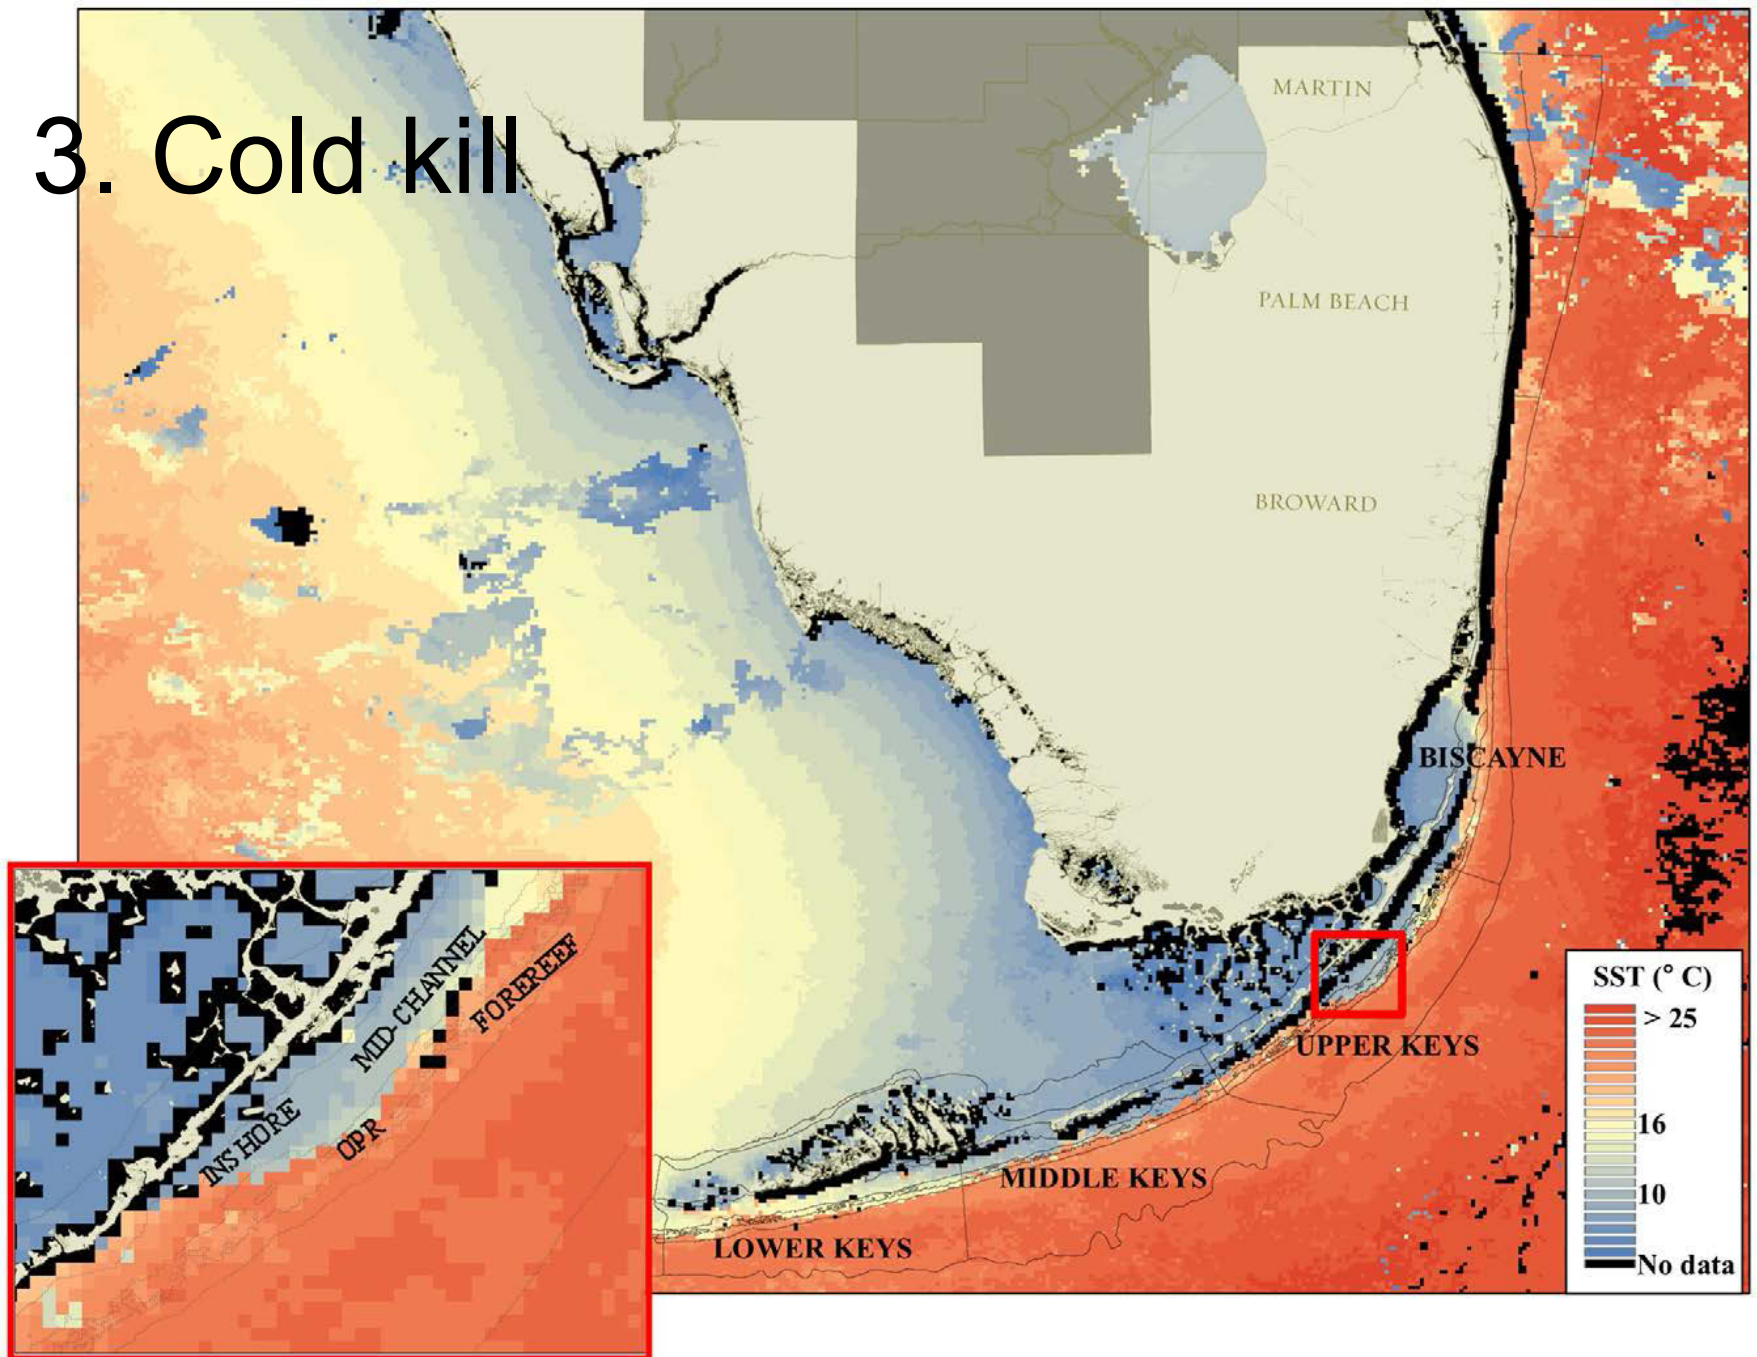 3. Cold kill
MARTIN
PALM BEACH
BROWARD
BISCAYNE
UPPER KEYS
MIDDLE KEYS
LOWER KEYS
INSHORE
MID-CHANNEL
OPR
FOREREEF
SST (° C)
> 25
16
10
No data